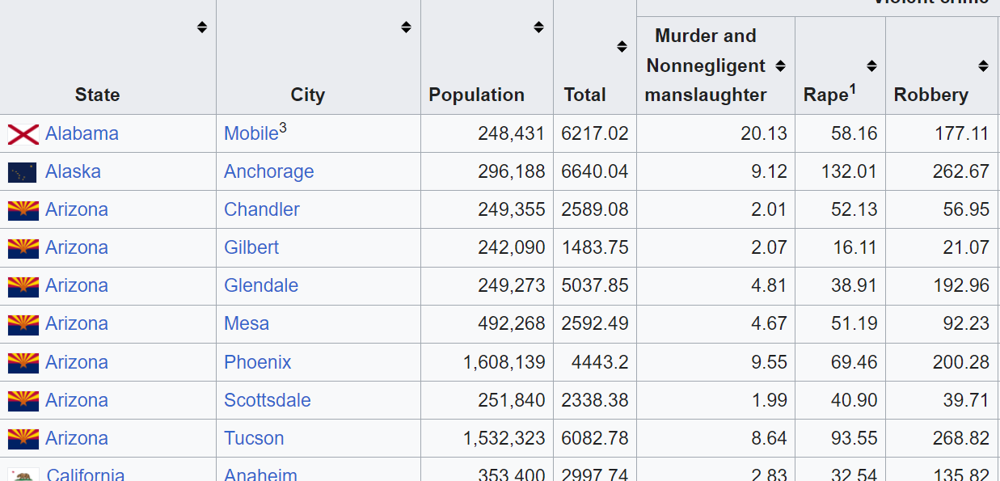 Violent crime
Murder and
Nonnegligent
State City Population Total manslaughter Rape1 Robbery
Alabama Mobile3 248,431 6217.02 20.13 58.16 177.11
Alaska Anchorage 296,188 6640.04 9.12 132.01 262.67
Arizona Chandler 249,355 2589.08 2.01 52.13 56.95
Arizona Gilbert 242,090 1483.75 2.07 16.11 21.07
Arizona Glendale 249,273 5037.85 4.81 38.91 192.96
Arizona Mesa 492,268 2592.49 4.67 51.19 92.23
Arizona Phoenix 1,608,139 4443.2 9.55 69.46 200.28
Arizona Scottsdale 251,840 2338.38 1.99 40.90 39.71
Arizona Tucson 1,532,323 6082.78 8.64 93.55 268.82
California Anaheim 353,400 2997.74 2.83 32.54 135.82